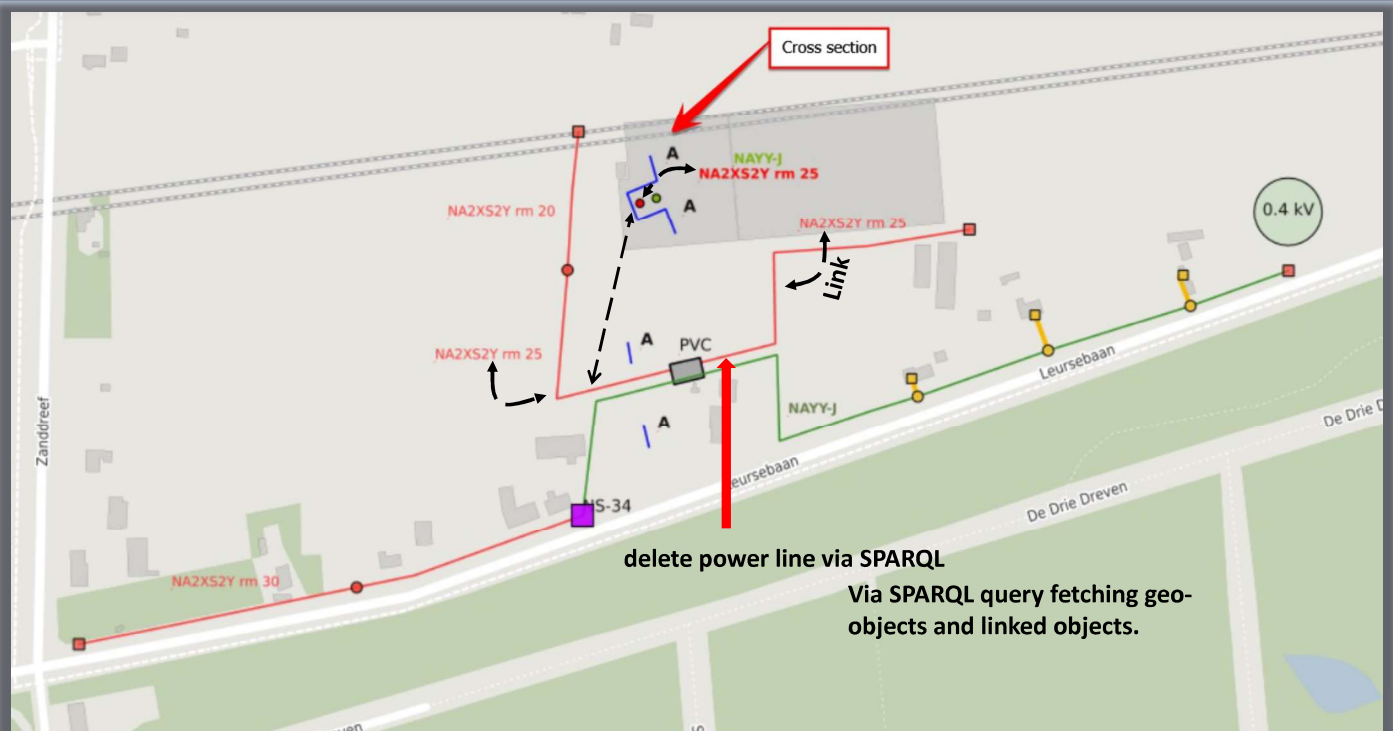 Cross section
A
NAYY-J
NA2XS2Y rm 25
NA2XS2Y rm 20
A
NA2XS2Y rm 25
0.4 kV
Link
A
PVC
NA2XS2Y rm 25
Leursebaan
NAYY-J
A
De Drie D
Zanddreef
eursebaan
NS-34
De Drie Dreven
delete power line via SPARQL
NA2XS2Y rm 30
Via SPARQL query fetching geo-
objects and linked objects.